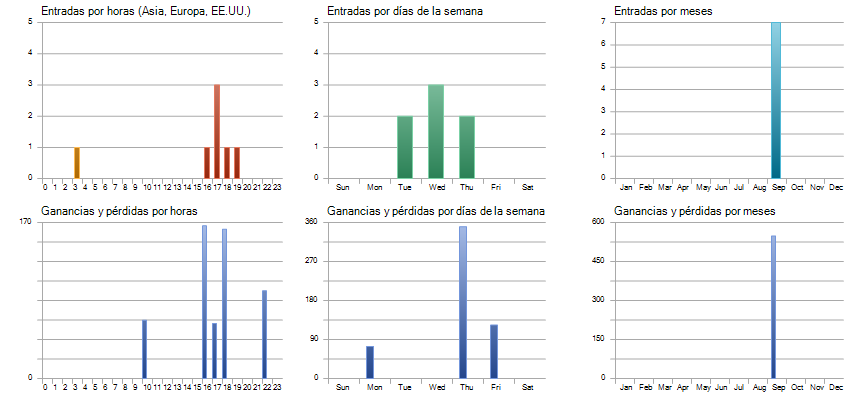 Entradas por horas (Asia, Europa, EE.UU.)
5
4
3
2
1
0
0 1 2 3 4 5 6 7 8 9 10 11 12 13 14 15 16 17 18 19 20 21 22 23
Entradas por días de la semana
5
4
3
2
1
0
Sun Mon Tue Wed Thu Fri Sat
Entradas por meses
7
6
5
4
3
2
1
0
Jan Feb Mar Apr May Jun Jul Aug Sep Oct Nov Dec
Ganancias y pérdidas por horas
170
0
0 1 2 3 4 5 6 7 8 9 10 11 12 13 14 15 16 17 18 19 20 21 22 23
Ganancias y pérdidas por días de la semana
360
270
180
90
0
Sun Mon Tue Wed Thu Fri Sat
Ganancias y pérdidas por meses
600
450
300
150
0
Jan Feb Mar Apr May Jun Jul Aug Sep Oct Nov Dec